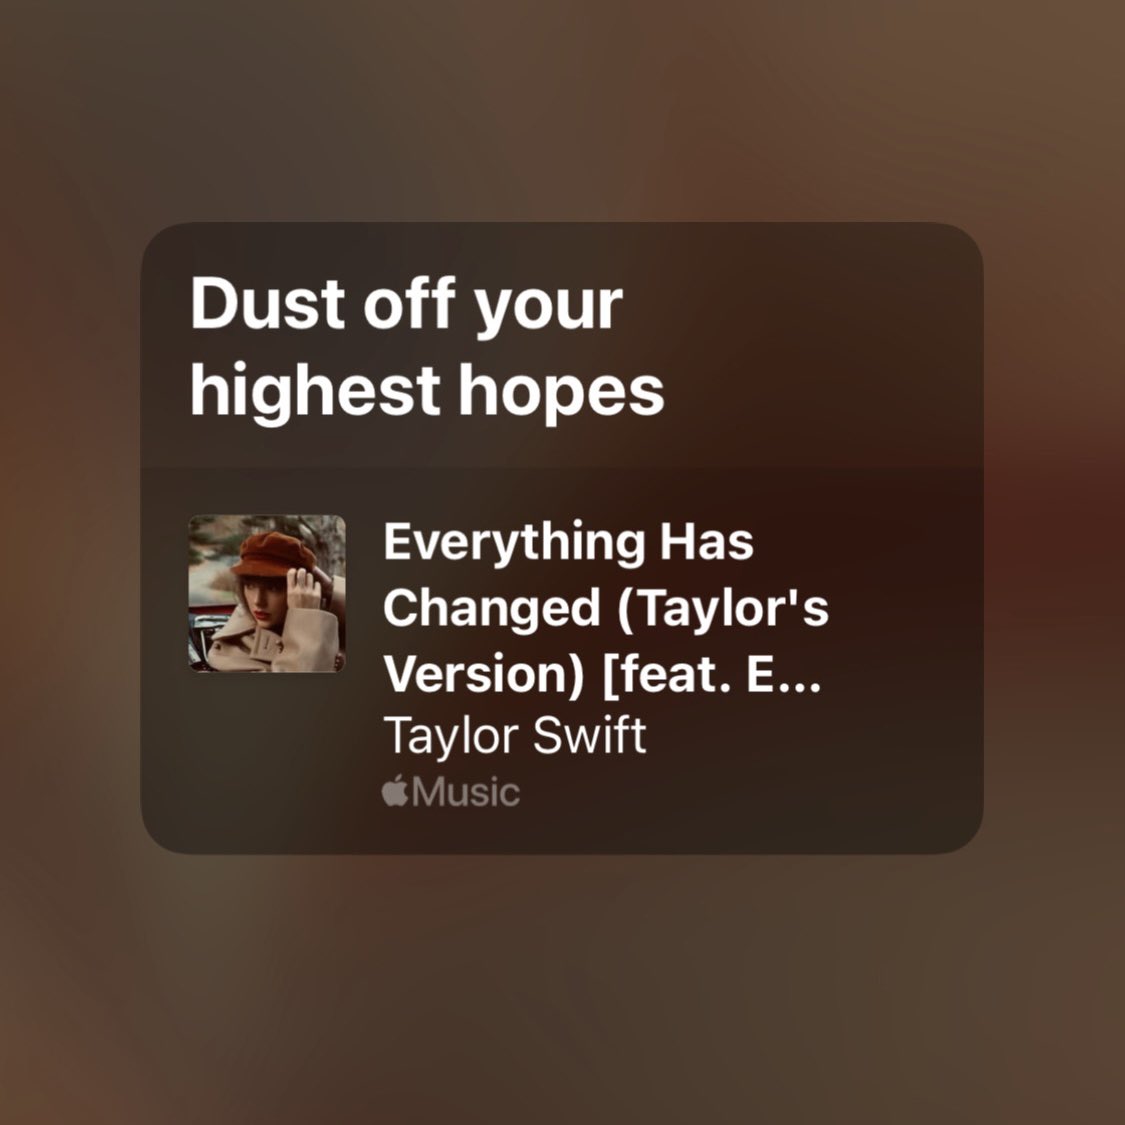 Dust off your
highest hopes
Everything Has
Changed (Taylor's
Version) [feat. E...
Taylor Swift
Music